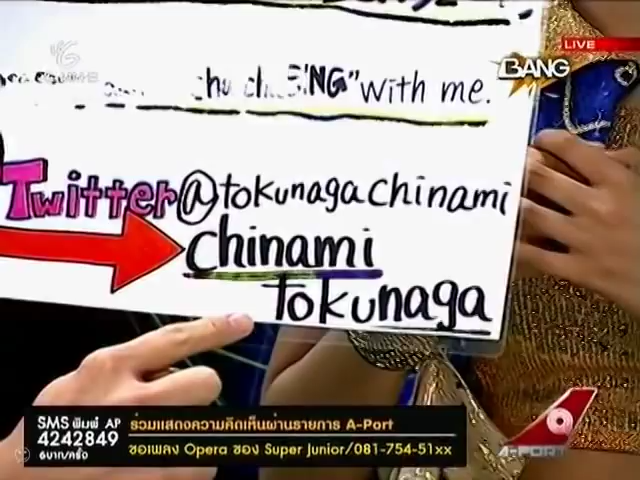 LIVE
BANG
"NG" with me.
Twitter @tokunagachinami
chinami
tokunaga
SMS พิมพ์ AP
4242849
6บาท/ครั้ง
ร่วมแสดงความคิดเห็นผ่านรายการ A-Port
ขอเพลง Opera ของ Super Junior/081-754-51xx
A-PORT